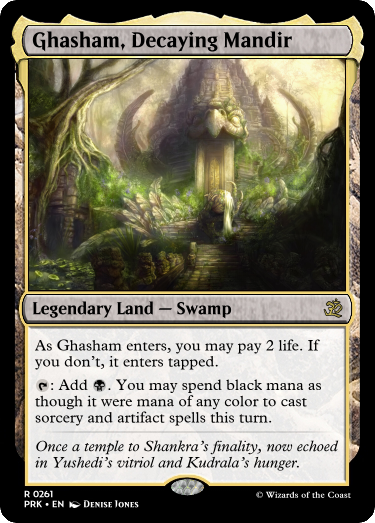 Ghasham, Decaying Mandir
Legendary Land — Swamp
As Ghasham enters, you may pay 2 life. If
you don't, it enters tapped.
: Add . You may spend black mana as
though it were mana of any color to cast
sorcery and artifact spells this turn.
Once a temple to Shankra's finality, now echoed
in Yushedi's vitriol and Kudrala's hunger.
R 0261
PRK • EN Denise Jones
© Wizards of the Coast